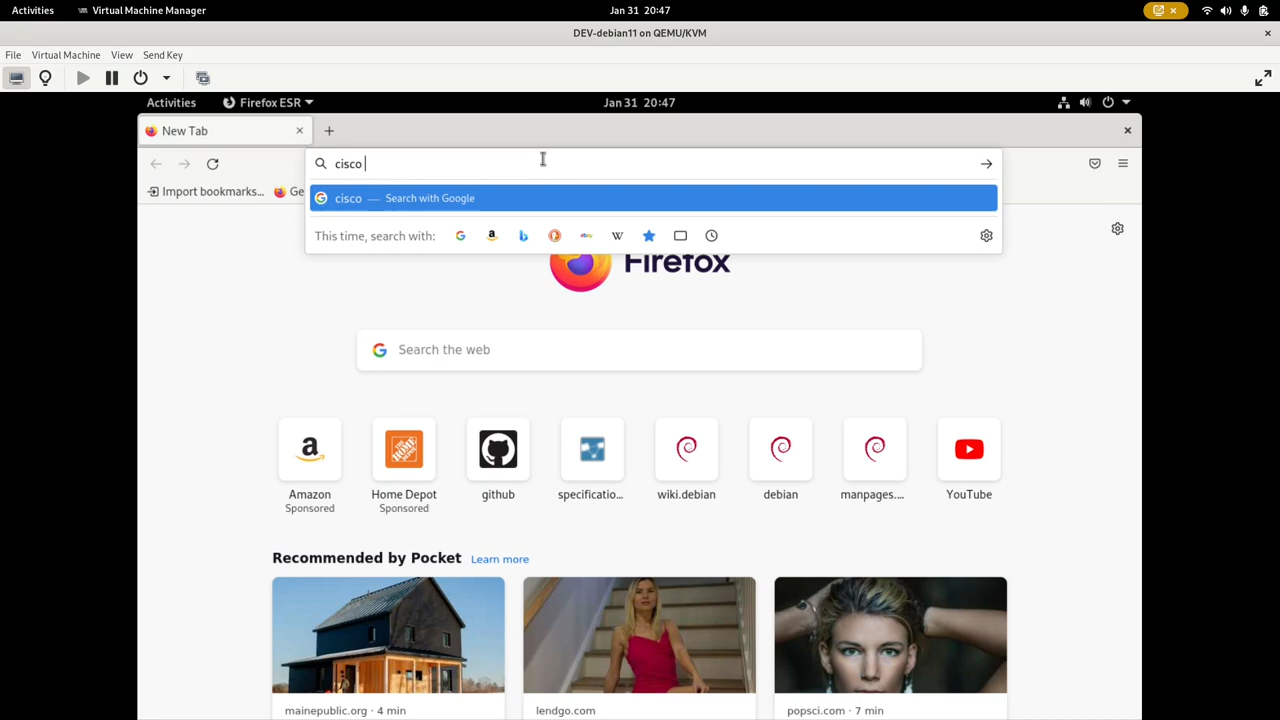 Activities
Virtual Machine Manager
Jan 31 20:47
DEV-debian11 on QEMU/KVM
File
Virtual Machine
View
Send Key
Activities
Firefox ESR
Jan 31 20:47
New Tab
cisco
Import bookmarks...
Ge
cisco — Search with Google
This time, search with:
Firefox
Search the web
Amazon
Sponsored
Home Depot
Sponsored
github
specificatio...
wiki.debian
debian
manpages....
YouTube
Recommended by Pocket
Learn more
mainepublic.org · 4 min
lendgo.com
popsci.com · 7 min